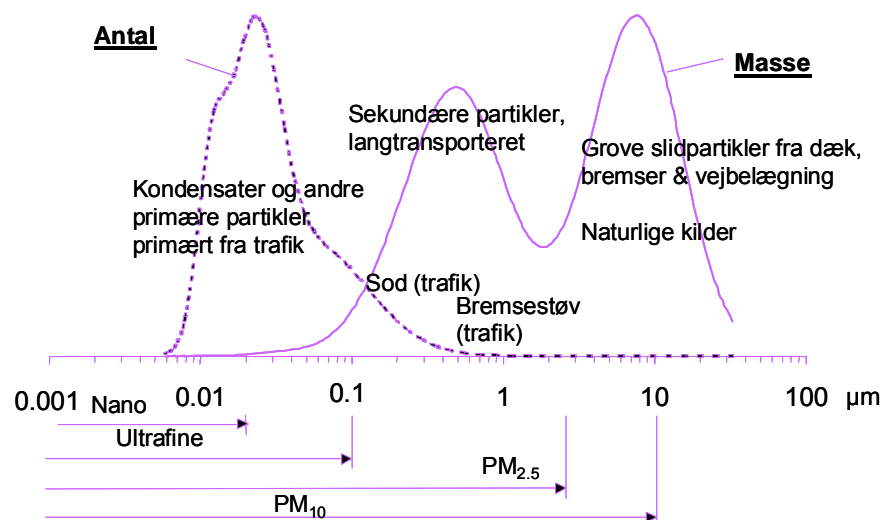 Antal
Masse
Sekundære partikler,
langtransporteret
Grove slidpartikler fra dæk,
bremser & vejbelægning
Kondensater og andre
primære partikler
primært fra trafik
Naturlige kilder
Sod (trafik)
Bremsestøv
(trafik)
0.001 0.01 0.1 1 10 100 µm
Nano
Ultrafine
PM2.5
PM10